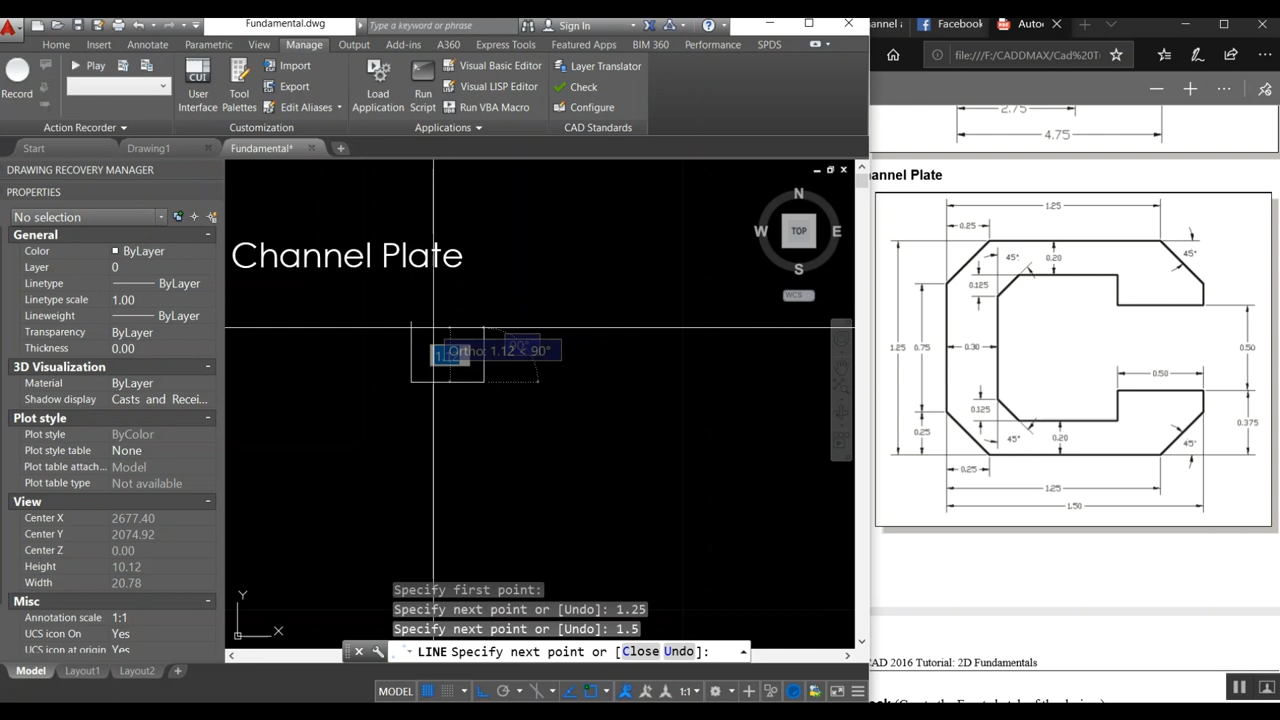 Fundamental.dwg
Type a keyword or phrase
Sign In
Home Insert Annotate Parametric View Manage Output Add-ins A360 Express Tools Featured Apps BIM 360 Performance SPDS
Record
Play
CUI
User Interface
Tool Palettes
Import
Export
Edit Aliases
Load Application
Run Script
Visual Basic Editor
Visual LISP Editor
Run VBA Macro
Layer Translator
Check
Configure
Action Recorder
Customization
Applications
CAD Standards
Start
Drawing1
Fundamental*
DRAWING RECOVERY MANAGER
PROPERTIES
No selection
General
Color ByLayer
Layer 0
Linetype ByLayer
Linetype scale 1.00
Lineweight ByLayer
Transparency ByLayer
Thickness 0.00
3D Visualization
Material ByLayer
Shadow display Casts and Recei...
Plot style
Plot style ByColor
Plot style table None
Plot table attach... Model
Plot table type Not available
View
Center X 2677.40
Center Y 2074.92
Center Z 0.00
Height 10.12
Width 20.78
Misc
Annotation scale 1:1
UCS icon On Yes
UCS icon at origin Yes
Channel Plate
N
W TOP E
S
WCS
90°
Ortho: 1.12 < 90°
Y
X
Specify first point:
Specify next point or [Undo]: 1.25
Specify next point or [Undo]: 1.5
LINE Specify next point or [Close Undo]:
Model Layout1 Layout2
MODEL
1:1
annel a
Facebook
Auto
file:///F:/CADDMAX/Cad%20T
2.75
4.75
annel Plate
1.25
0.25
45°
0.20
45°
0.125
1.25
0.75
0.30
0.50
0.50
0.125
45°
0.20
45°
0.25
0.375
0.25
1.25
1.50
CAD 2016 Tutorial: 2D Fundamentals